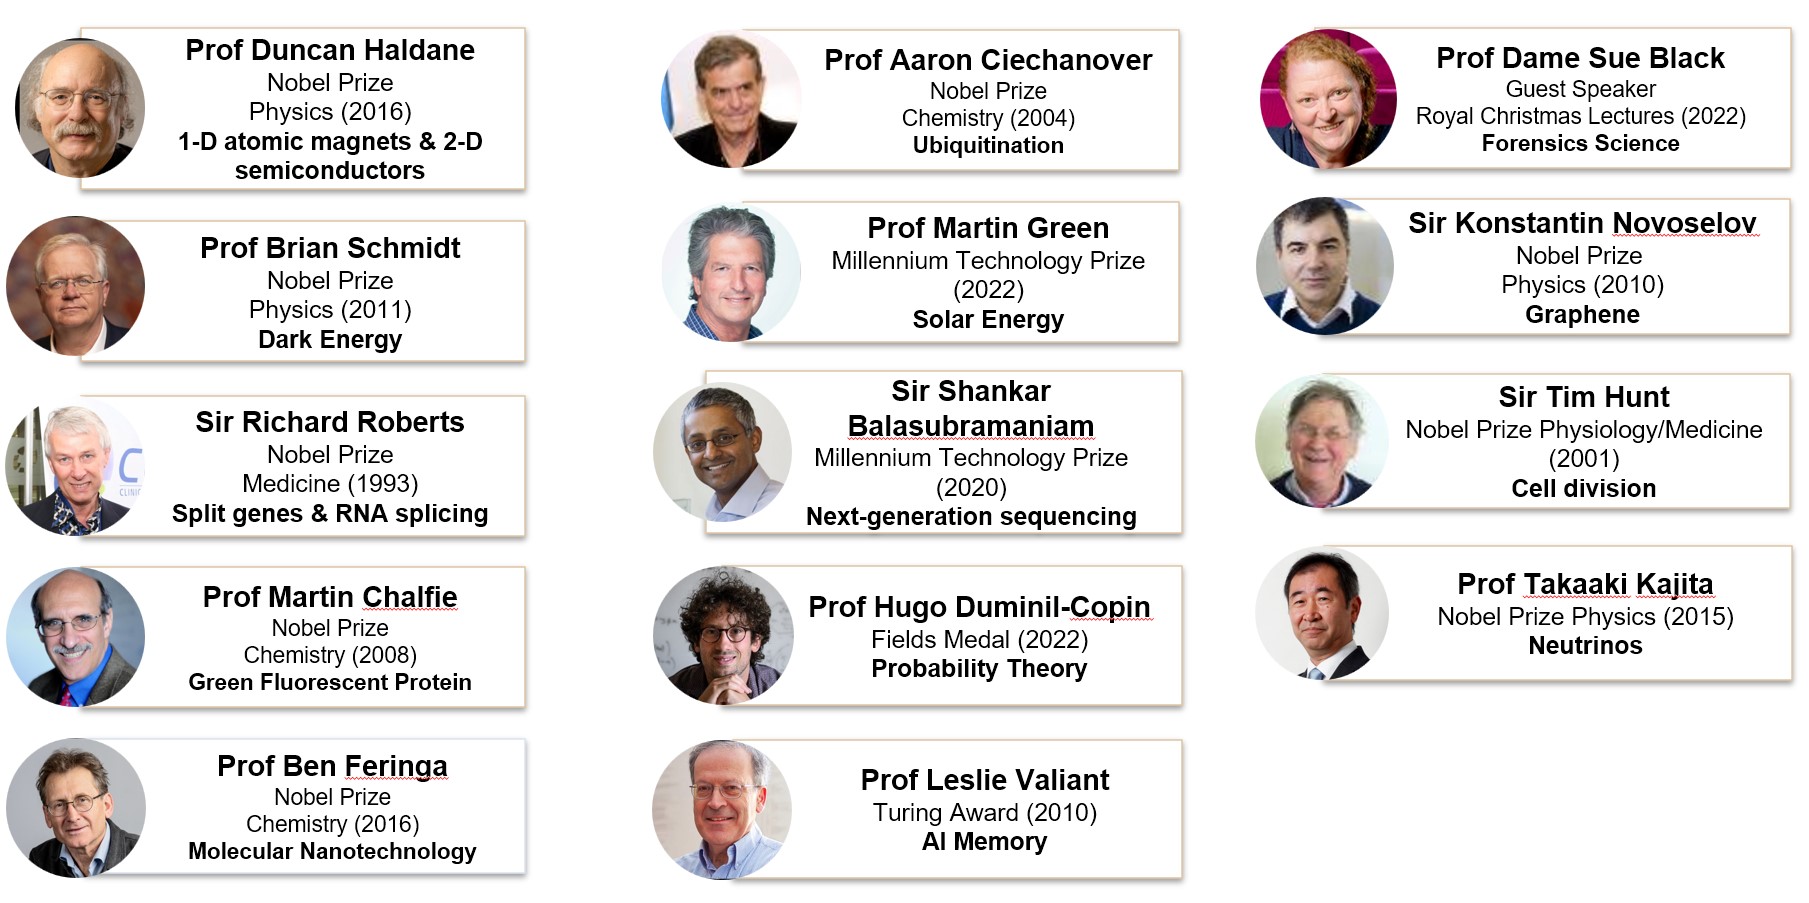 Prof Duncan Haldane
Nobel Prize
Physics (2016)
1-D atomic magnets & 2-D
semiconductors
Prof Brian Schmidt
Nobel Prize
Physics (2011)
Dark Energy
Sir Richard Roberts
Nobel Prize
Medicine (1993)
Split genes & RNA splicing
C
CLINIC
Prof Martin Chalfie
Nobel Prize
Chemistry (2008)
Green Fluorescent Protein
Prof Ben Feringa
Nobel Prize
Chemistry (2016)
Molecular Nanotechnology
Prof Aaron Ciechanover
Nobel Prize
Chemistry (2004)
Ubiquitination
Prof Martin Green
Millennium Technology Prize
(2022)
Solar Energy
Sir Shankar
Balasubramaniam
Millennium Technology Prize
(2020)
Next-generation sequencing
Prof Hugo Duminil-Copin
Fields Medal (2022)
Probability Theory
Prof Leslie Valiant
Turing Award (2010)
AI Memory
Prof Dame Sue Black
Guest Speaker
Royal Christmas Lectures (2022)
Forensics Science
Sir Konstantin Novoselov
Nobel Prize
Physics (2010)
Graphene
Sir Tim Hunt
Nobel Prize Physiology/Medicine
(2001)
Cell division
Prof Takaaki Kajita
Nobel Prize Physics (2015)
Neutrinos